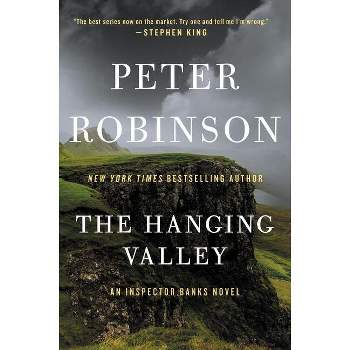 "The best series now on the market. Try one and tell me I'm wrong."
—STEPHEN KING
PETER
ROBINSON
NEW YORK TIMES BESTSELLING AUTHOR
THE HANGING
VALLEY
AN INSPECTOR BANKS NOVEL